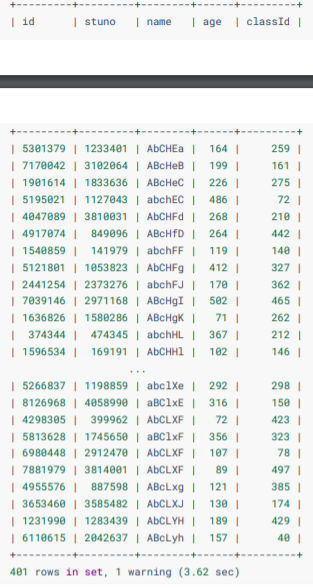 +---------+---------+--------+------+---------+
| id | stuno | name | age | classId |
+---------+---------+--------+------+---------+
| 5301379 | 1233401 | AbCHEa | 164 | 259 |
| 7170042 | 3102064 | ABcHeB | 199 | 161 |
| 1901614 | 1833636 | ABcHeC | 226 | 275 |
| 5195021 | 1127043 | abchEC | 486 | 72 |
| 4047089 | 3810031 | AbCHFd | 268 | 210 |
| 4917074 | 849096 | ABcHfD | 264 | 442 |
| 1540859 | 141979 | abchFF | 119 | 140 |
| 5121801 | 1053823 | AbCHFg | 412 | 327 |
| 2441254 | 2373276 | abchFJ | 170 | 362 |
| 7039146 | 2971168 | ABcHgI | 502 | 465 |
| 1636826 | 1580286 | ABcHgK | 71 | 262 |
| 374344 | 474345 | abchHL | 367 | 212 |
| 1596534 | 169191 | AbCHHl | 102 | 146 |
...
| 5266837 | 1198859 | abclXe | 292 | 298 |
| 8126968 | 4058990 | aBClxE | 316 | 150 |
| 4298305 | 399962 | AbCLXF | 72 | 423 |
| 5813628 | 1745650 | aBClxF | 356 | 323 |
| 6980448 | 2912470 | AbCLXF | 107 | 78 |
| 7881979 | 3814001 | AbCLXF | 89 | 497 |
| 4955576 | 887598 | ABcLxg | 121 | 385 |
| 3653460 | 3585482 | AbCLXJ | 130 | 174 |
| 1231990 | 1283439 | AbCLYH | 189 | 429 |
| 6110615 | 2042637 | ABcLyh | 157 | 40 |
+---------+---------+--------+------+---------+
401 rows in set, 1 warning (3.62 sec)